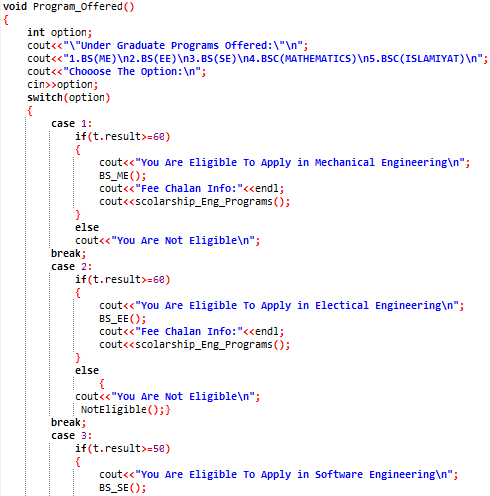 void Program_Offered()
{
    int option;
    cout<<"\"Under Graduate Programs Offered:\"\n";
    cout<<"1.BS(ME)\n2.BS(EE)\n3.BS(SE)\n4.BSC(MATHEMATICS)\n5.BSC(ISLAMIYAT)\n";
    cout<<"Chooose The Option:\n";
    cin>>option;
    switch(option)
    {
        case 1:
            if(t.result>=60)
            {
                cout<<"You Are Eligible To Apply in Mechanical Engineering\n";
                BS_ME();
                cout<<"Fee Chalan Info:"<<endl;
                cout<<scolarship_Eng_Programs();
            }
            else
            cout<<"You Are Not Eligible\n";
        break;
        case 2:
            if(t.result>=60)
            {
                cout<<"You Are Eligible To Apply in Electical Engineering\n";
                BS_EE();
                cout<<"Fee Chalan Info:"<<endl;
                cout<<scolarship_Eng_Programs();
            }
            else
                {
            cout<<"You Are Not Eligible\n";
             NotEligible();}
        break;
        case 3:
            if(t.result>=50)
            {
                cout<<"You Are Eligible To Apply in Software Engineering\n";
                BS_SE();